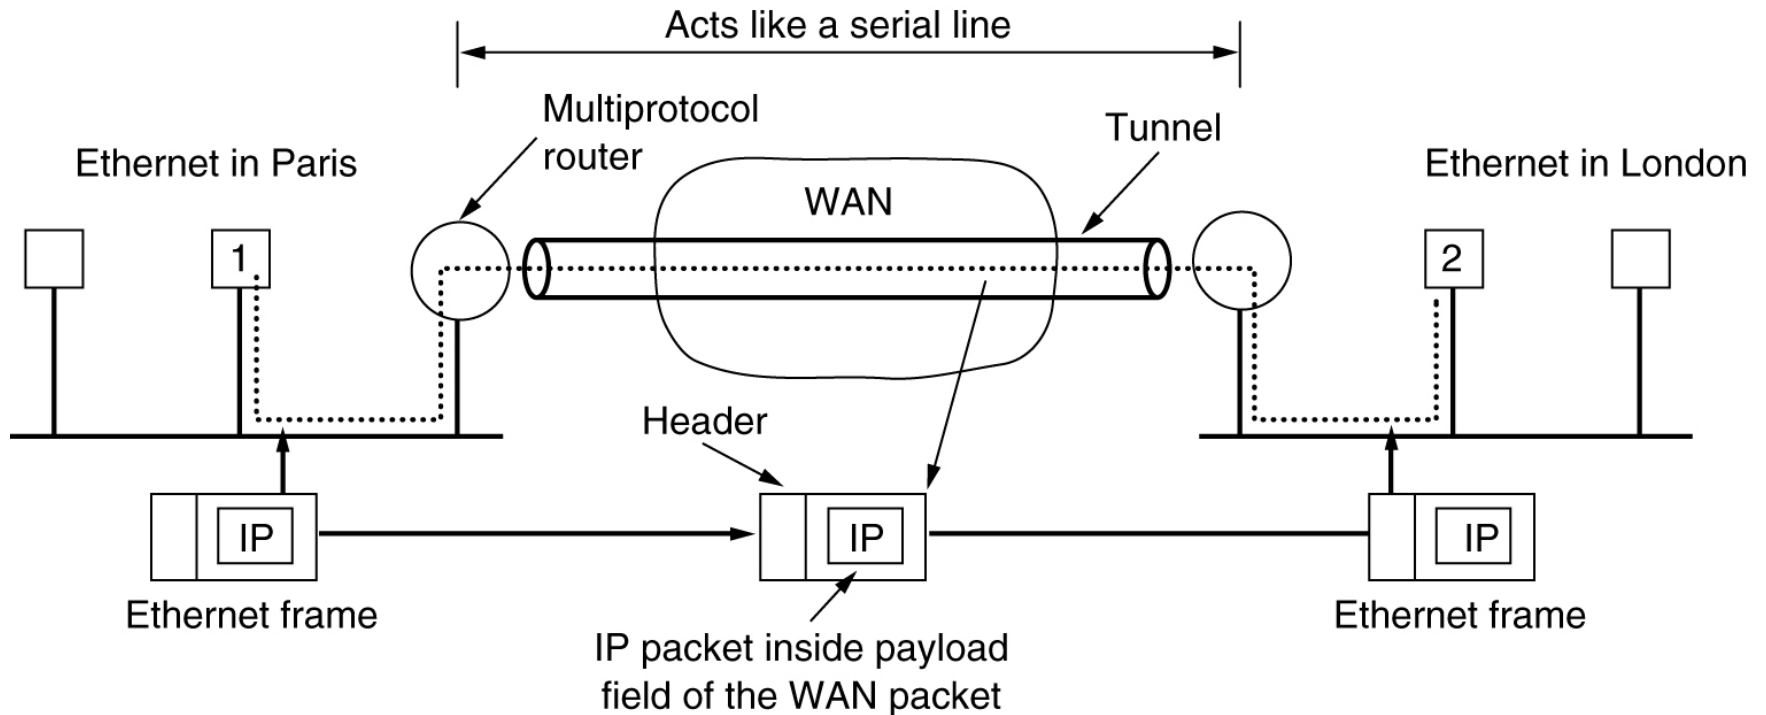 Acts like a serial line
Multiprotocol
router
Tunnel
Ethernet in Paris
Ethernet in London
WAN
1
2
Header
IP
IP
IP
Ethernet frame
Ethernet frame
IP packet inside payload
field of the WAN packet